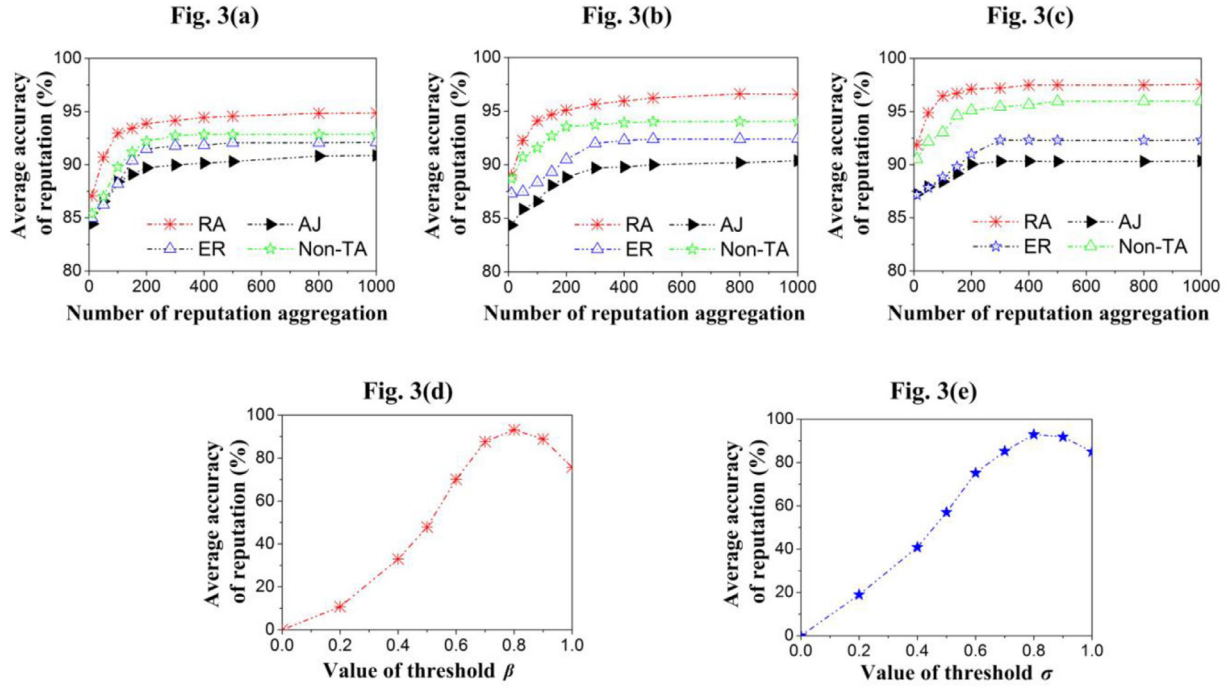 Fig. 3(a)
100
95
90
85
80
Average accuracy
of reputation (%)
RA
AJ
ER
Non-TA
0 200 400 600 800 1000
Number of reputation aggregation
Fig. 3(b)
100
95
90
85
80
Average accuracy
of reputation (%)
RA
AJ
ER
Non-TA
0 200 400 600 800 1000
Number of reputation aggregation
Fig. 3(c)
100
95
90
85
80
Average accuracy
of reputation (%)
RA
AJ
ER
Non-TA
0 200 400 600 800 1000
Number of reputation aggregation
Fig. 3(d)
100
80
60
40
20
0
Average accuracy
of reputation (%)
0.0 0.2 0.4 0.6 0.8 1.0
Value of threshold β
Fig. 3(e)
100
80
60
40
20
0
Average accuracy
of reputation (%)
0.0 0.2 0.4 0.6 0.8 1.0
Value of threshold σ